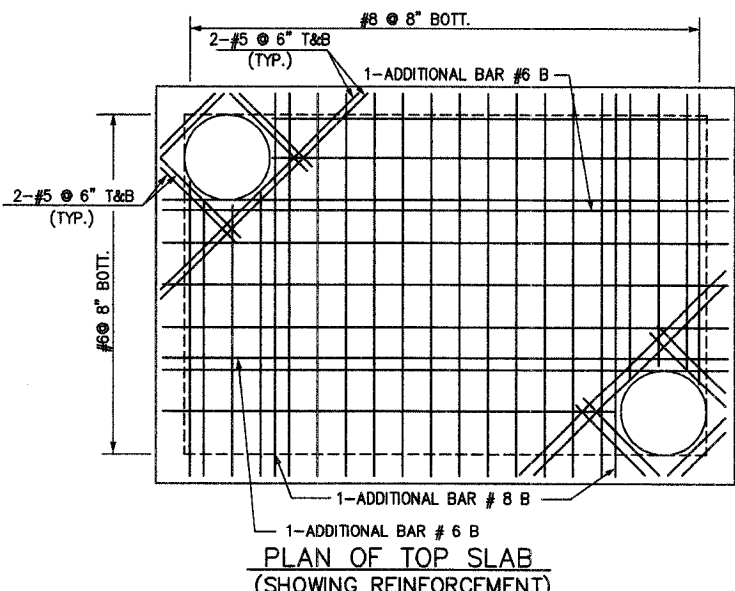 #8 @ 8" BOTT.
2-#5 @ 6" T&B
(TYP.)
1-ADDITIONAL BAR #6 B
2-#5 @ 6" T&B
(TYP.)
#6@ 8" BOTT.
1-ADDITIONAL BAR # 8 B
1-ADDITIONAL BAR # 6 B
PLAN OF TOP SLAB
(SHOWING REINFORCEMENT)